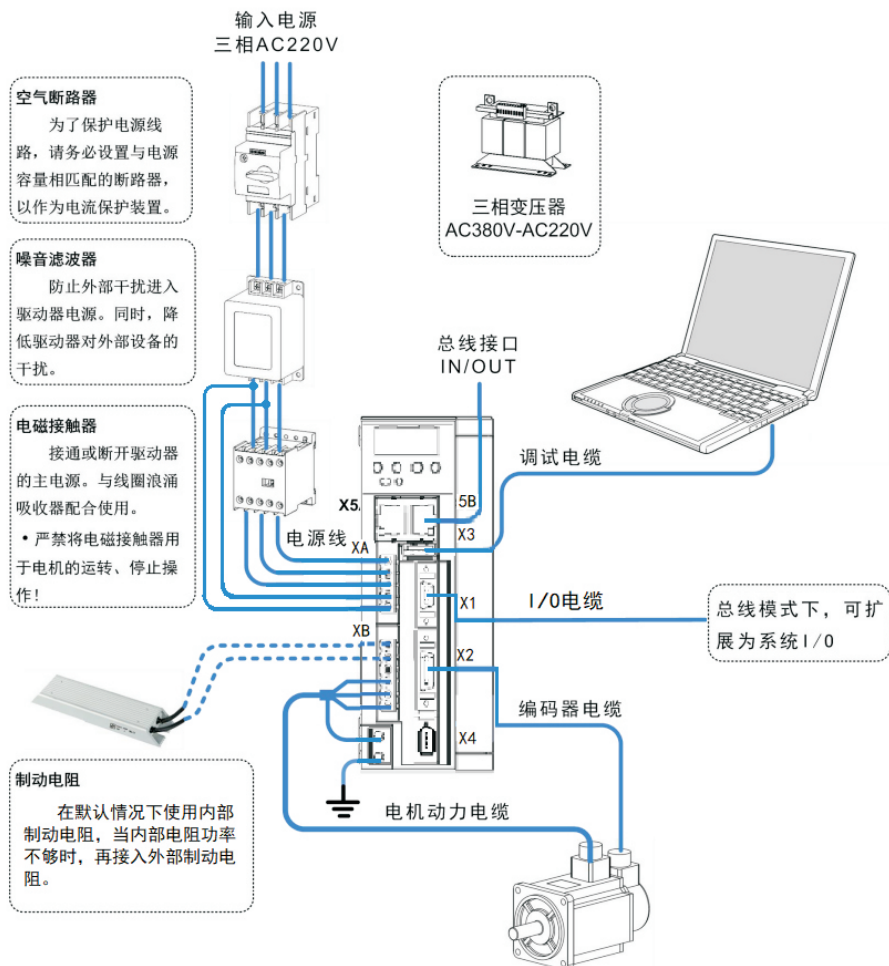 输入电源
三相AC220V
空气断路器
为了保护电源线
路，请务必设置与电源
容量相匹配的断路器，
以作为电流保护装置。
三相变压器
AC380V-AC220V
噪音滤波器
防止外部干扰进入
驱动器电源。同时，降
低驱动器对外部设备的
干扰。
总线接口
IN/OUT
电磁接触器
接通或断开驱动器
的主电源。与线圈浪涌
吸收器配合使用。
• 严禁将电磁接触器用
于电机的运转、停止操
作！
调试电缆
X5
5B
X3
电源线
XA
X1
I/O电缆
总线模式下，可扩
展为系统I/O
XB
X2
编码器电缆
X4
制动电阻
在默认情况下使用内部
制动电阻，当内部电阻功率
不够时，再接入外部制动电
阻。
电机动力电缆